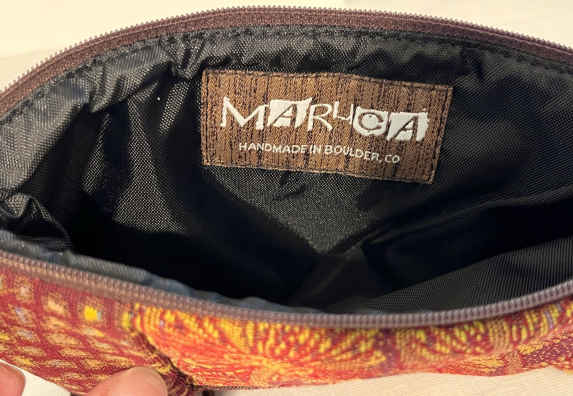 MARUCA
HANDMADE IN BOULDER, CO